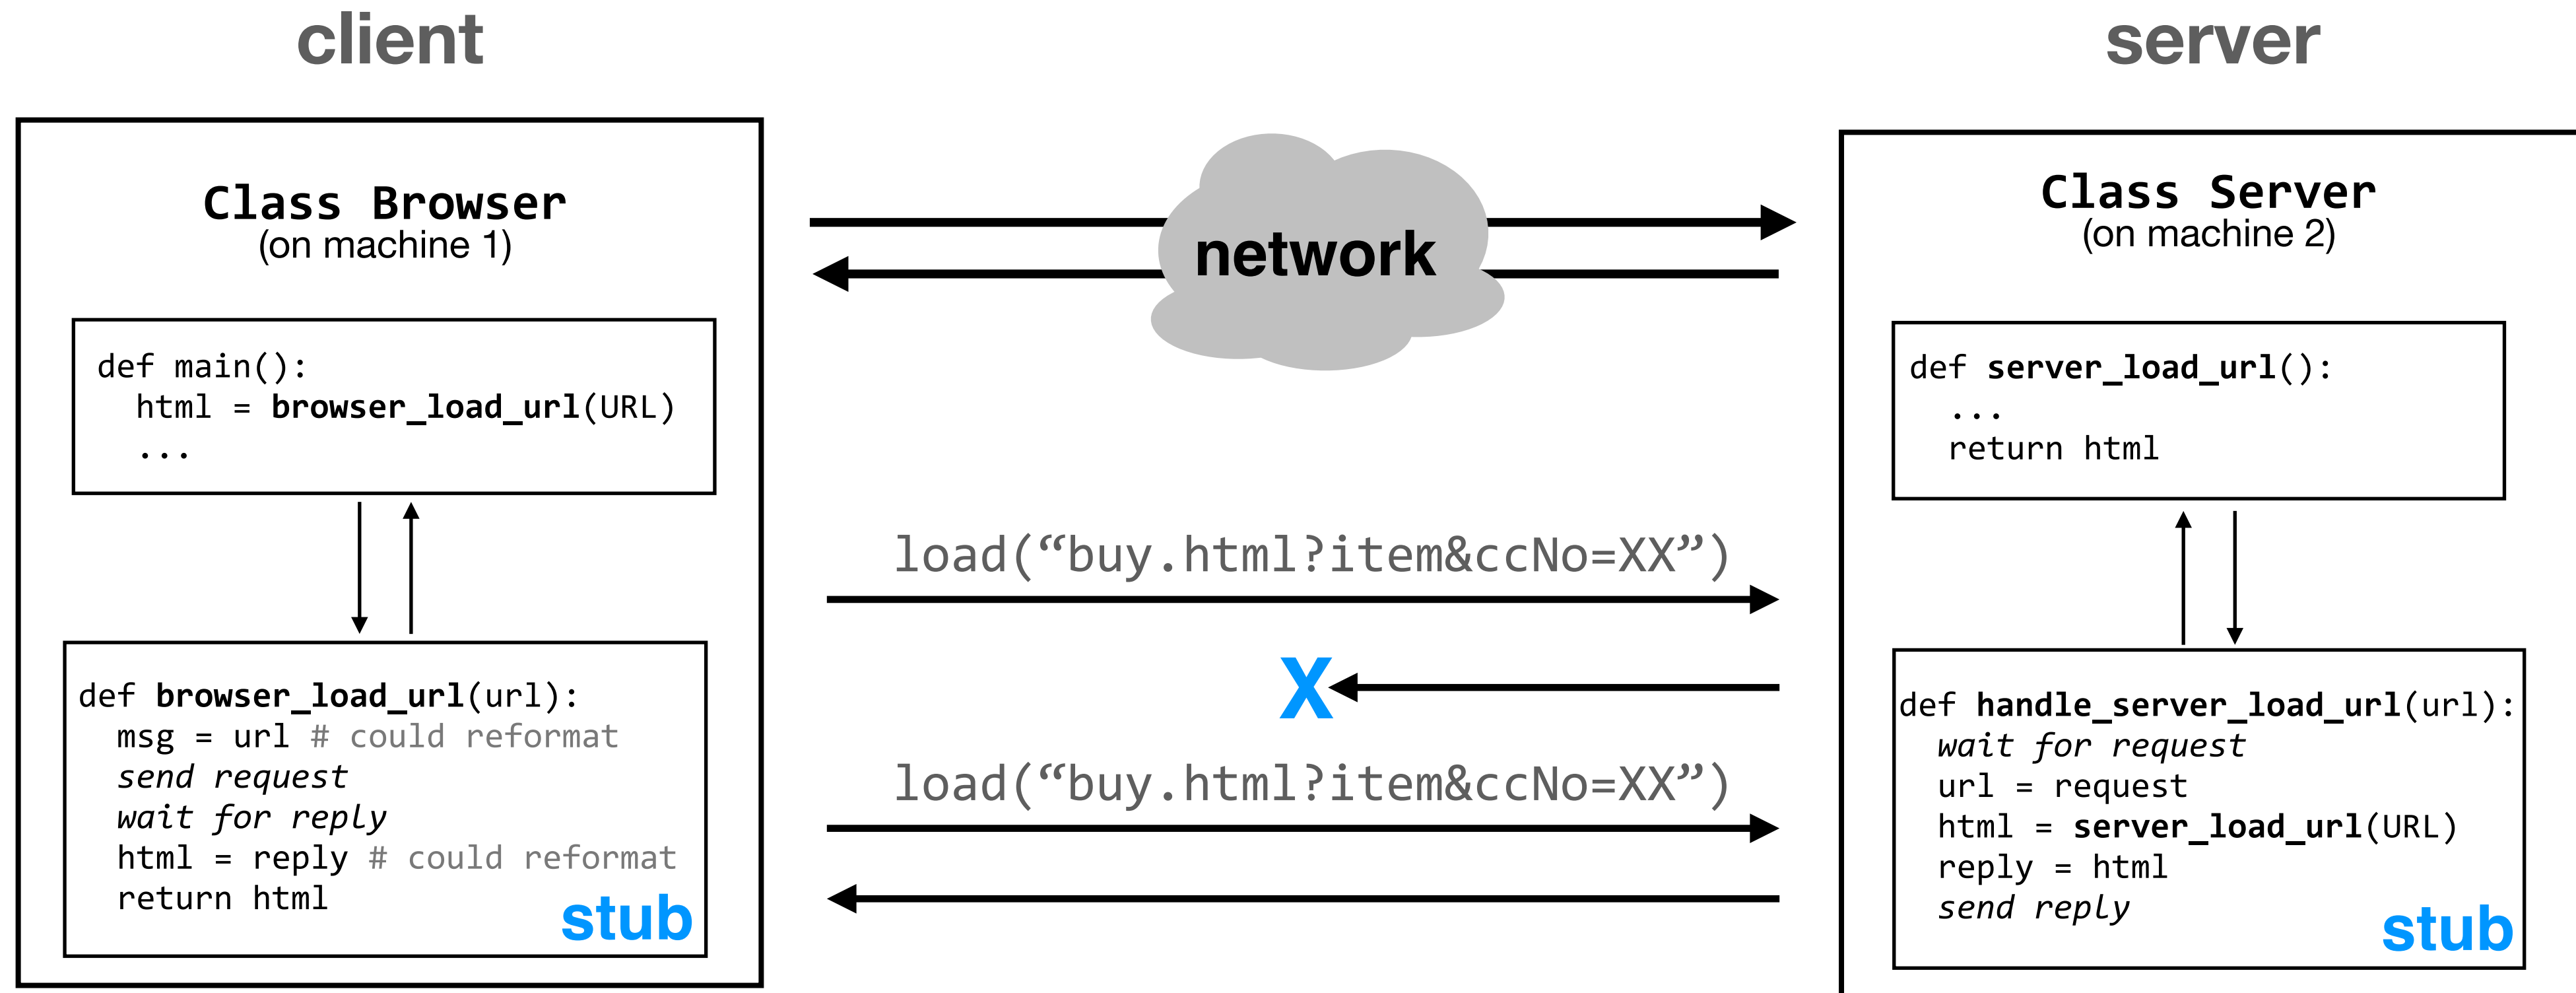 client
server
Class Browser
(on machine 1)
def main():
html = browser_load_url(URL)
...
def browser_load_url(url):
msg = url # could reformat
send request
wait for reply
html = reply # could reformat
return html
stub
network
load(“buy.html?item&ccNo=XX”)
X
load(“buy.html?item&ccNo=XX”)
Class Server
(on machine 2)
def server_load_url():
...
return html
def handle_server_load_url(url):
wait for request
url = request
html = server_load_url(URL)
reply = html
send reply
stub